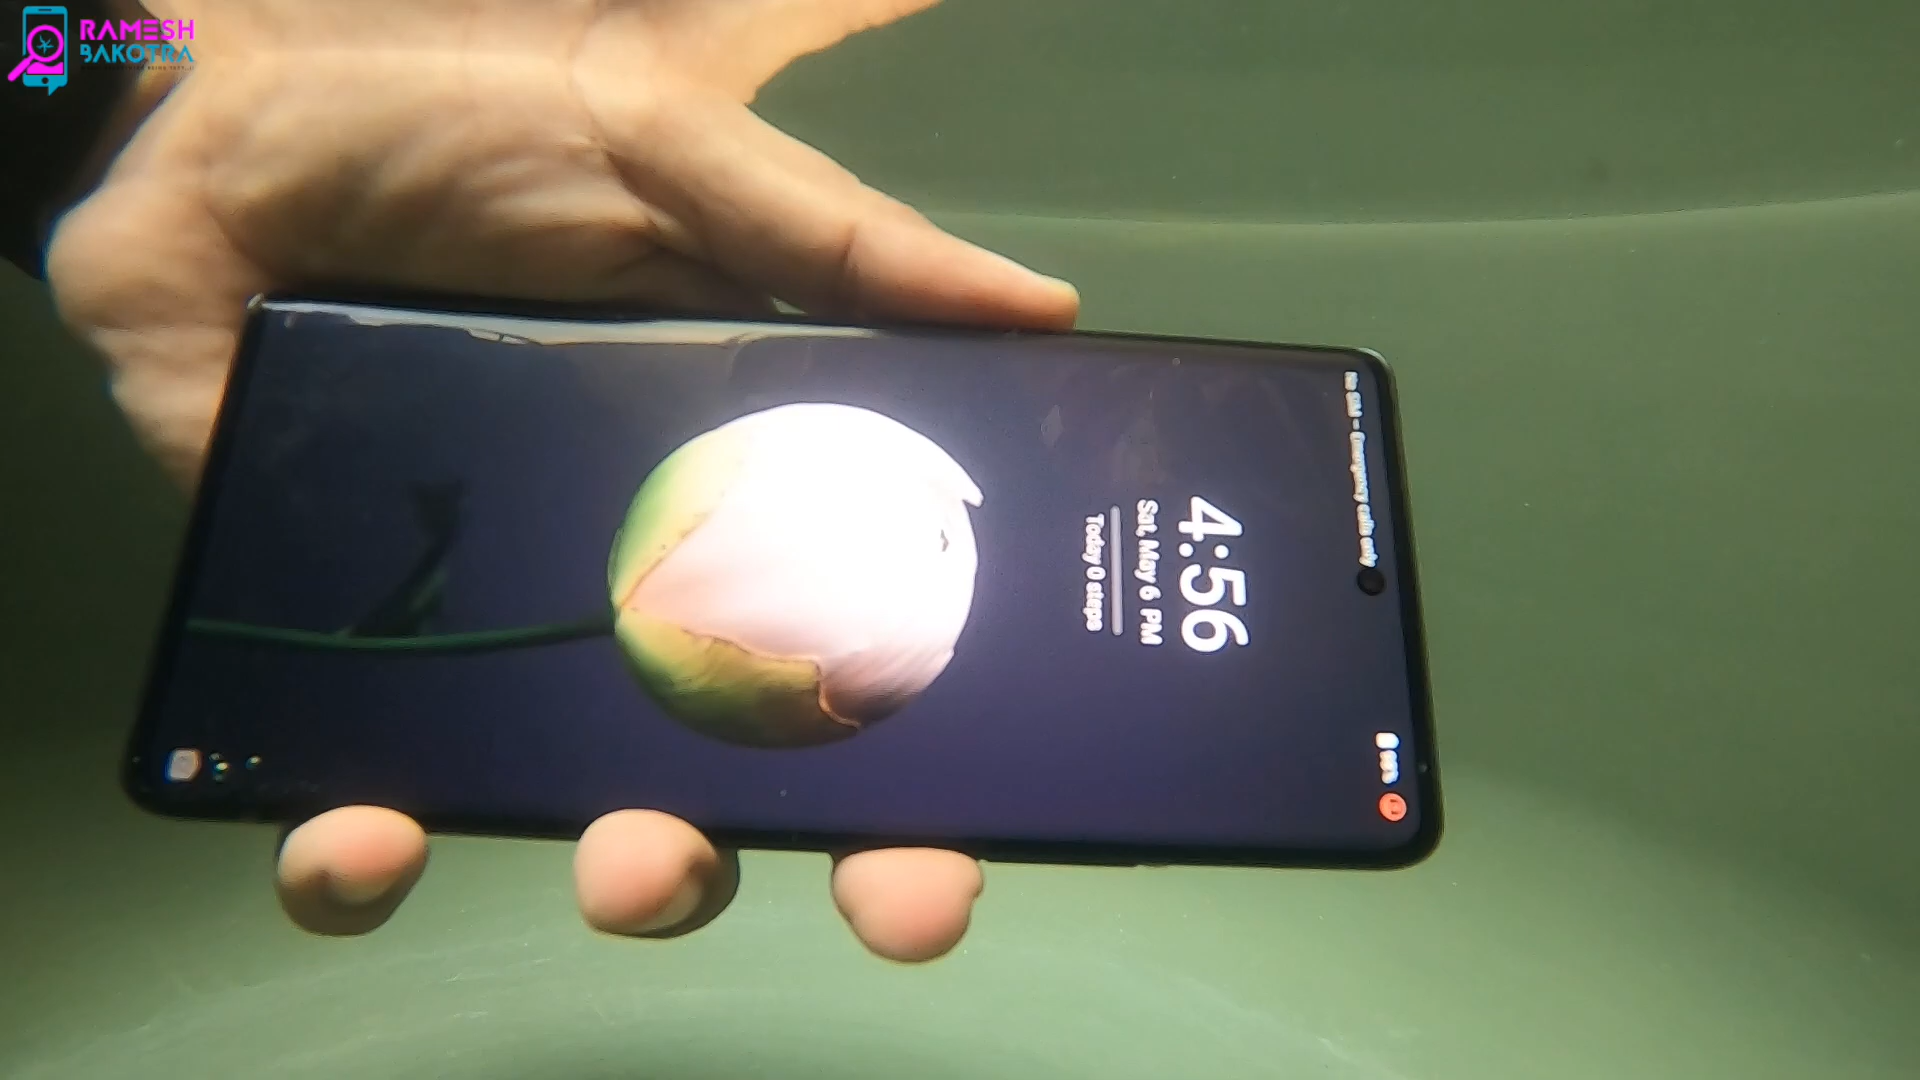 RAMESH
BAKOTRA
No SIM – Emergency calls only
4:56
Sat, May 6 PM
Today 0 steps